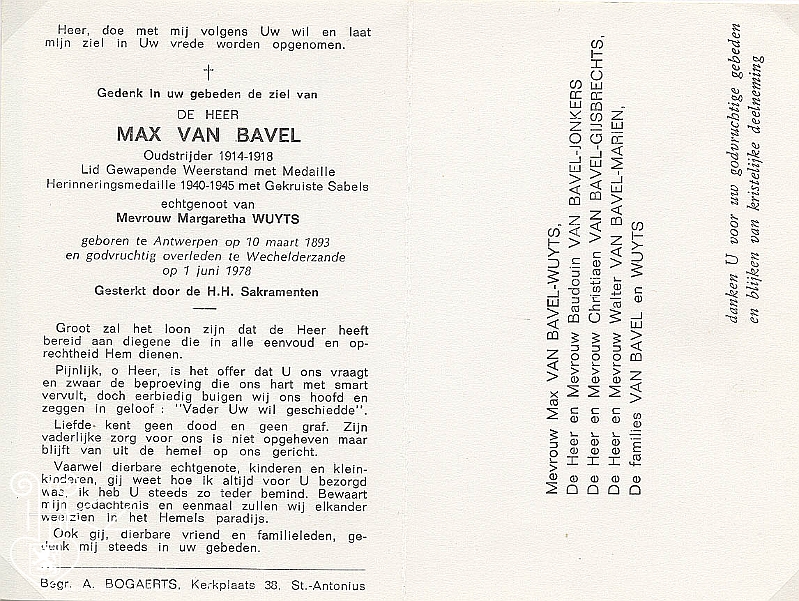 Heer, doe met mij volgens Uw wil en laat
mijn ziel in Uw vrede worden opgenomen.
†
Gedenk in uw gebeden de ziel van
DE HEER
MAX VAN BAVEL
Oudstrijder 1914-1918
Lid Gewapende Weerstand met Medaille
Herinneringsmedaille 1940-1945 met Gekruiste Sabels
echtgenoot van
Mevrouw Margaretha WUYTS
geboren te Antwerpen op 10 maart 1893
en godvruchtig overleden te Wechelderzande
op 1 juni 1978
Gesterkt door de H.H. Sakramenten
Groot zal het loon zijn dat de Heer heeft
bereid aan diegene die in alle eenvoud en op-
rechtheid Hem dienen.
Pijnlijk, o Heer, is het offer dat U ons vraagt
en zwaar de beproeving die ons hart met smart
vervult, doch eerbiedig buigen wij ons hoofd en
zeggen in geloof : "Vader Uw wil geschiedde".
Liefde kent geen dood en geen graf. Zijn
vaderlijke zorg voor ons is niet opgeheven maar
blijft van uit de hemel op ons gericht.
Vaarwel dierbare echtgenote, kinderen en klein-
kinderen, gij weet hoe ik altijd voor U bezorgd
was, ik heb U steeds zo teder bemind. Bewaart
mijn gedachtenis en eenmaal zullen wij elkander
weerzien in het Hemels paradijs.
Ook gij, dierbare vriend en familieleden, ge-
denk mij steeds in uw gebeden.
Begr. A. BOGAERTS, Kerkplaats 38, St.-Antonius
Mevrouw Max VAN BAVEL-WUYTS,
De Heer en Mevrouw Baudouin VAN BAVEL-JONKERS
De Heer en Mevrouw Christiaen VAN BAVEL-GIJSBRECHTS,
De Heer en Mevrouw Walter VAN BAVEL-MARIEN,
De families VAN BAVEL en WUYTS
danken U voor uw godvruchtige gebeden
en blijken van kristelijke deelneming